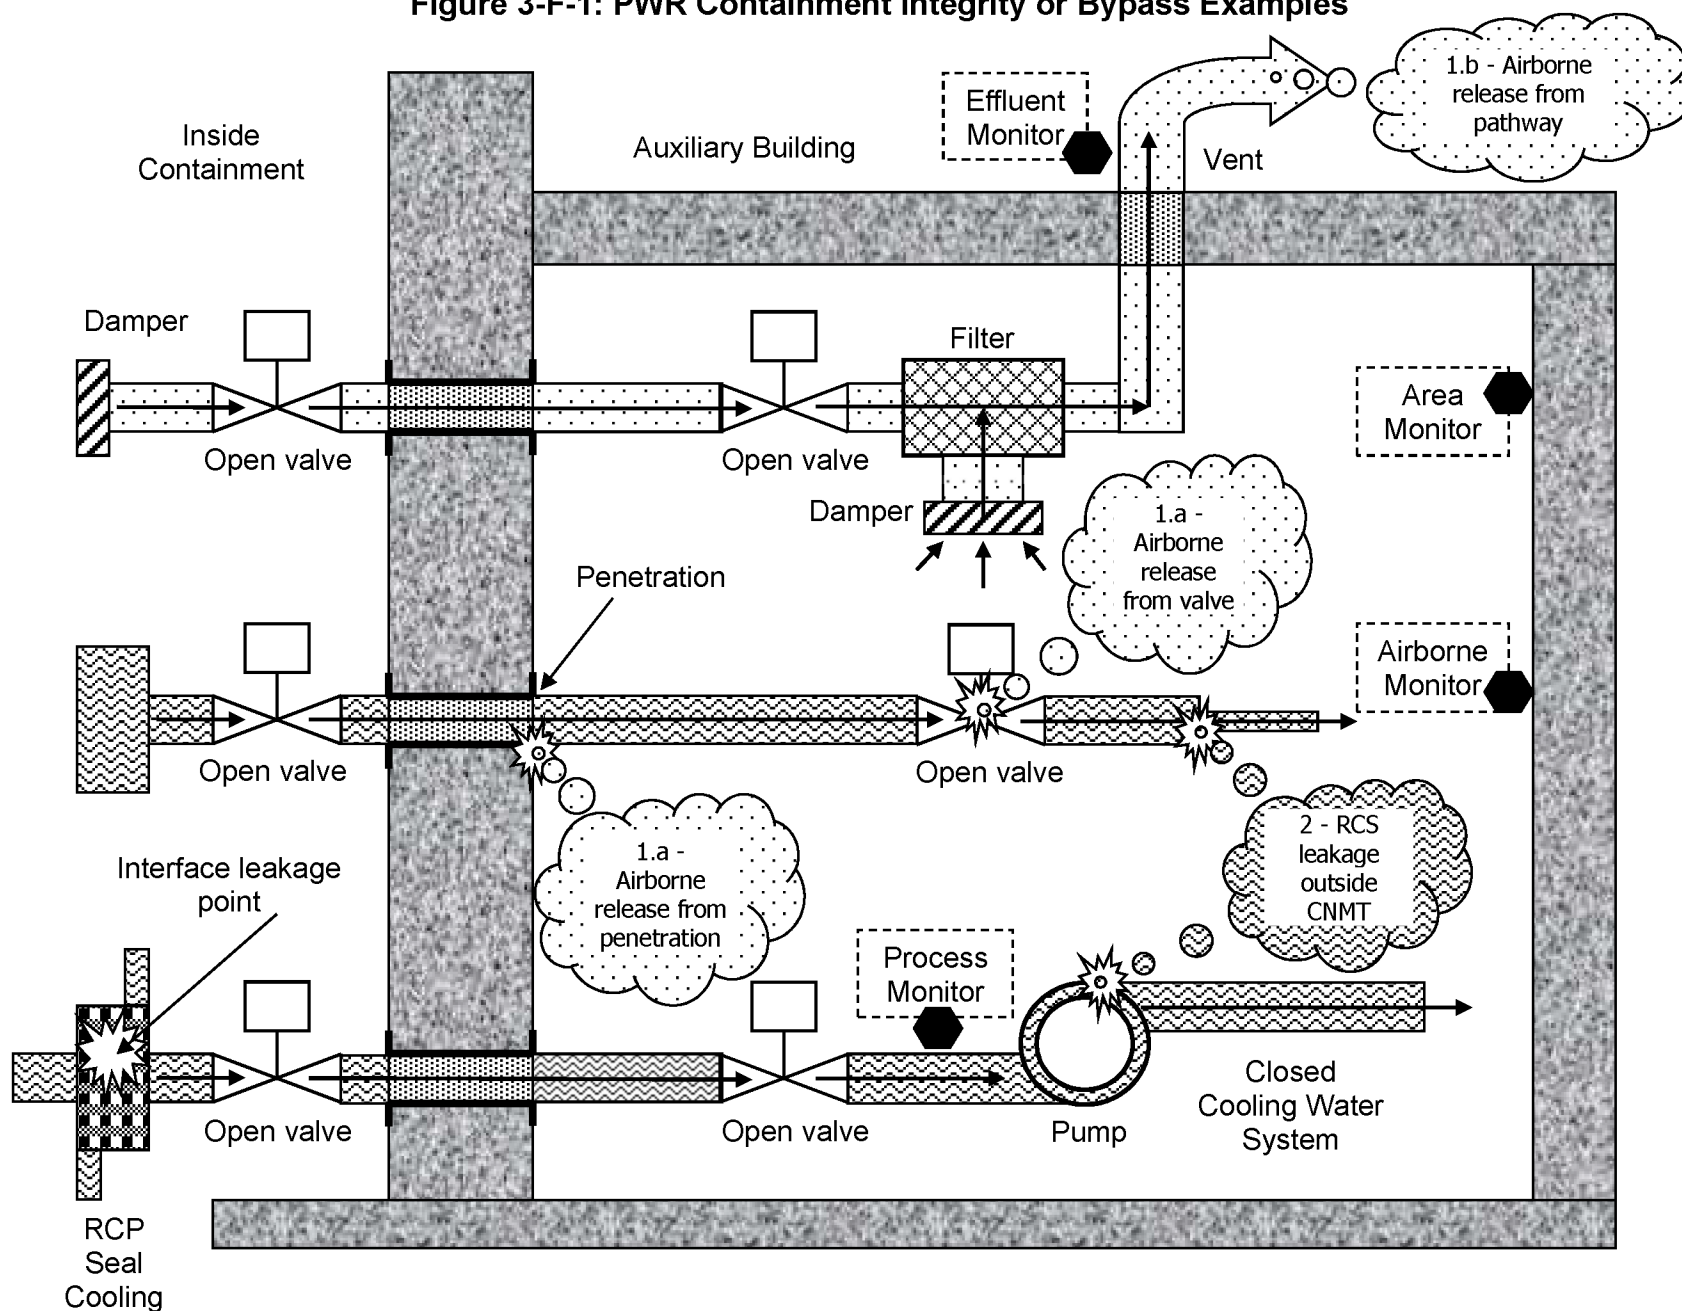 Figure 3-F-1: PWR Containment Integrity or Bypass Examples
Inside
Containment
Auxiliary Building
Effluent
Monitor
Vent
1.b - Airborne
release from
pathway
Damper
Open valve
Open valve
Filter
Damper
Area
Monitor
1.a -
Airborne
release
from valve
Penetration
Open valve
Open valve
Airborne
Monitor
Interface leakage
point
1.a -
Airborne
release from
penetration
2 - RCS
leakage
outside
CNMT
Process
Monitor
Open valve
Open valve
Pump
Closed
Cooling Water
System
RCP
Seal
Cooling